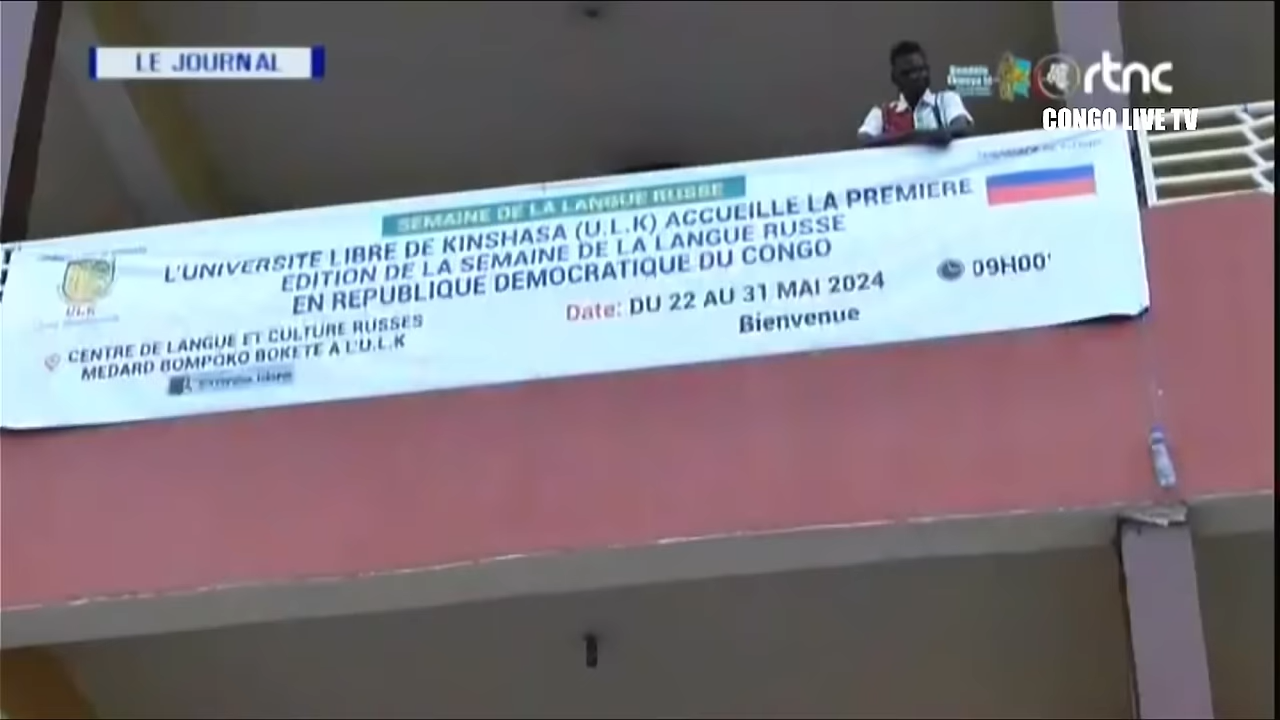 LE JOURNAL
rtnc
CONGO LIVE TV
SEMAINE DE LA LANGUE RUSSE
L'UNIVERSITE LIBRE DE KINSHASA (U.L.K) ACCUEILLE LA PREMIERE
EDITION DE LA SEMAINE DE LA LANGUE RUSSE
EN REPUBLIQUE DEMOCRATIQUE DU CONGO
U.L.K
Date: DU 22 AU 31 MAI 2024
09H00'
Bienvenue
CENTRE DE LANGUE ET CULTURE RUSSES
MEDARD BOMPOKO BOKETE A L'U.L.K